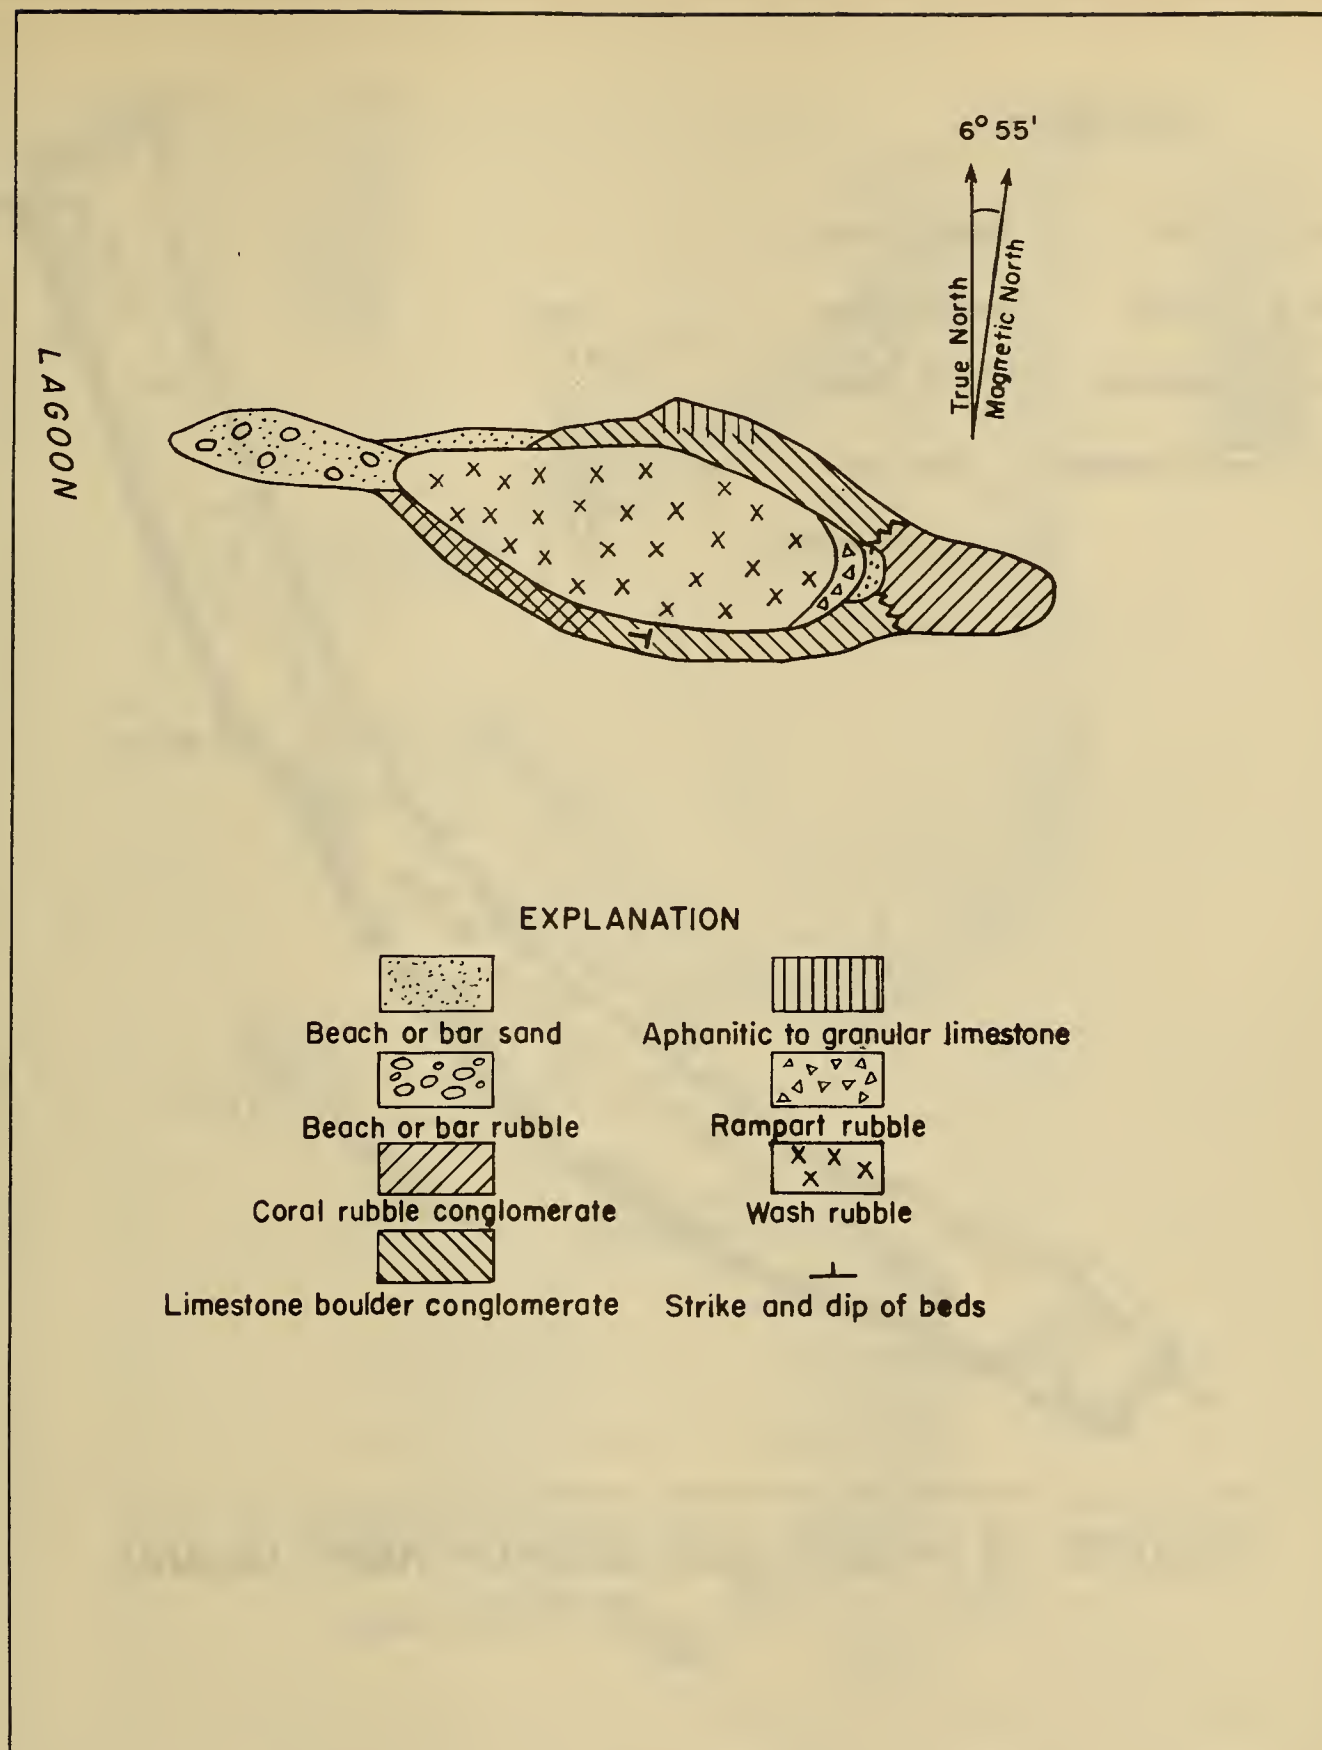 6° 55'
True North
Magnetic North
LAGOON
EXPLANATION
Beach or bar sand
Aphanitic to granular limestone
Beach or bar rubble
Rampart rubble
Coral rubble conglomerate
Wash rubble
Limestone boulder conglomerate
Strike and dip of beds